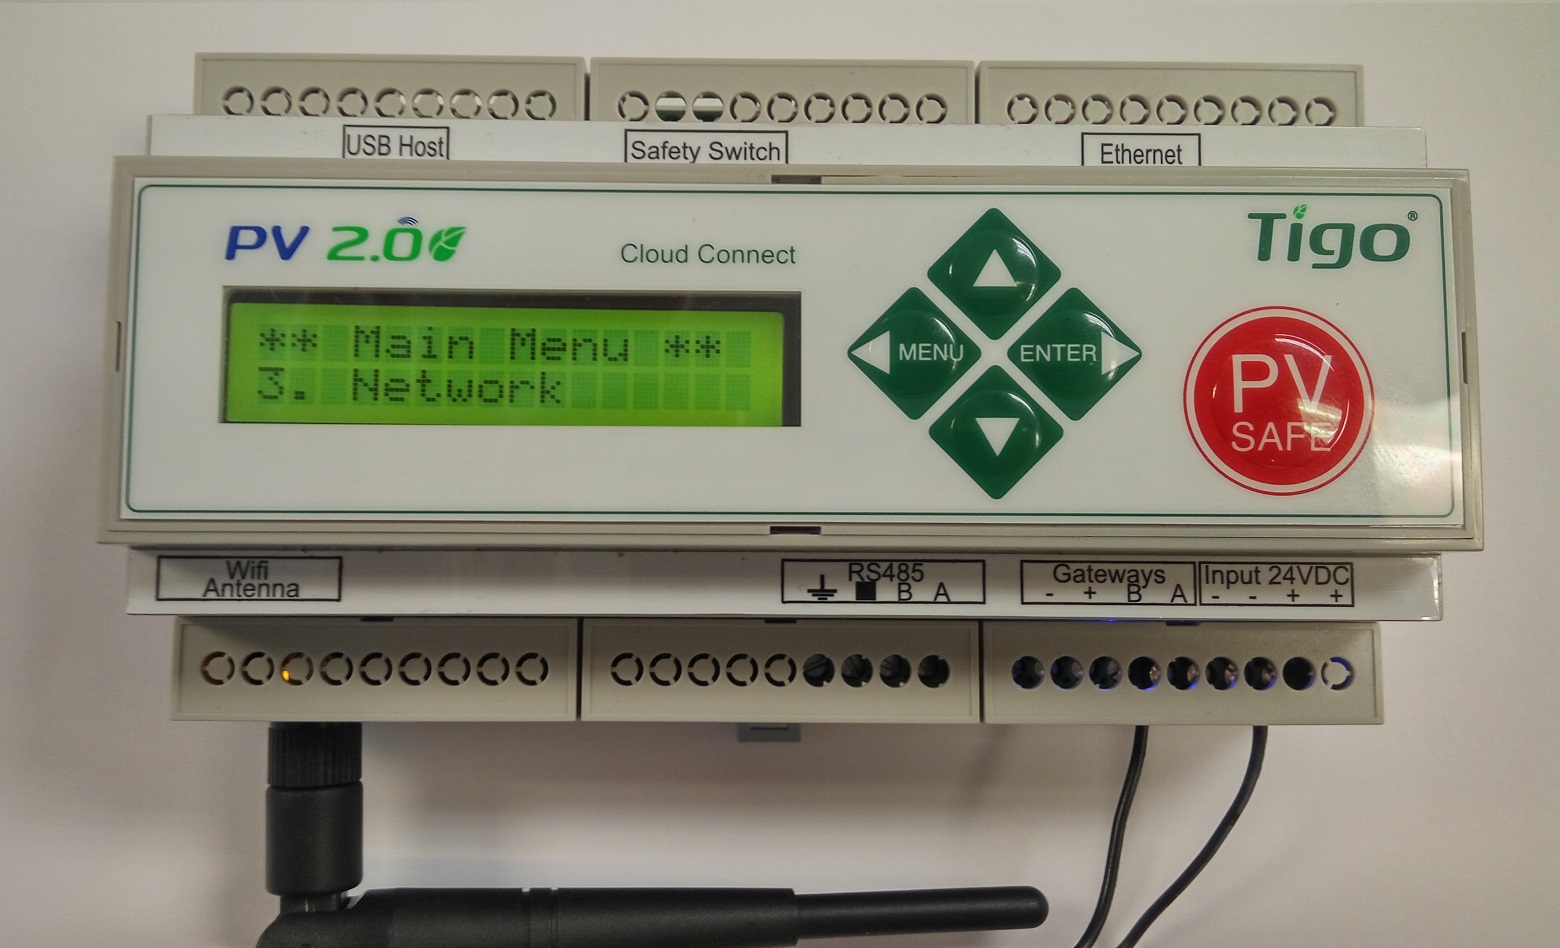 USB Host
Safety Switch
Ethernet
PV 2.0
Cloud Connect
Tigo®
** Main Menu **
3. Network
MENU
ENTER
PV
SAFE
Wifi
Antenna
RS485
B A
Gateways
- + B A
Input 24VDC
- - + +